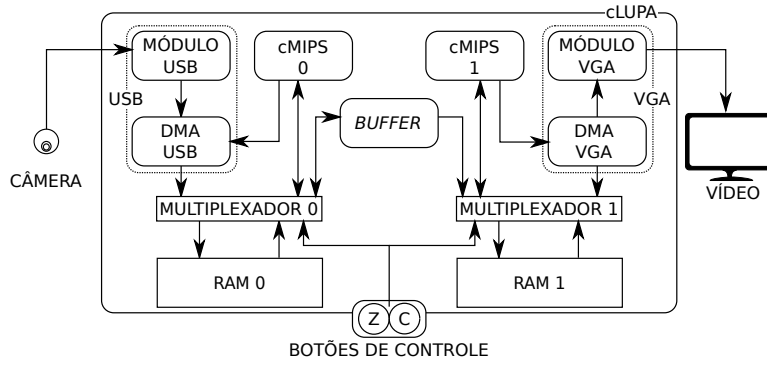 cLUPA
MÓDULO
USB
cMIPS
0
cMIPS
1
MÓDULO
VGA
USB
VGA
DMA
USB
BUFFER
DMA
VGA
CÂMERA
VÍDEO
MULTIPLEXADOR 0
MULTIPLEXADOR 1
RAM 0
RAM 1
Z C
BOTÕES DE CONTROLE